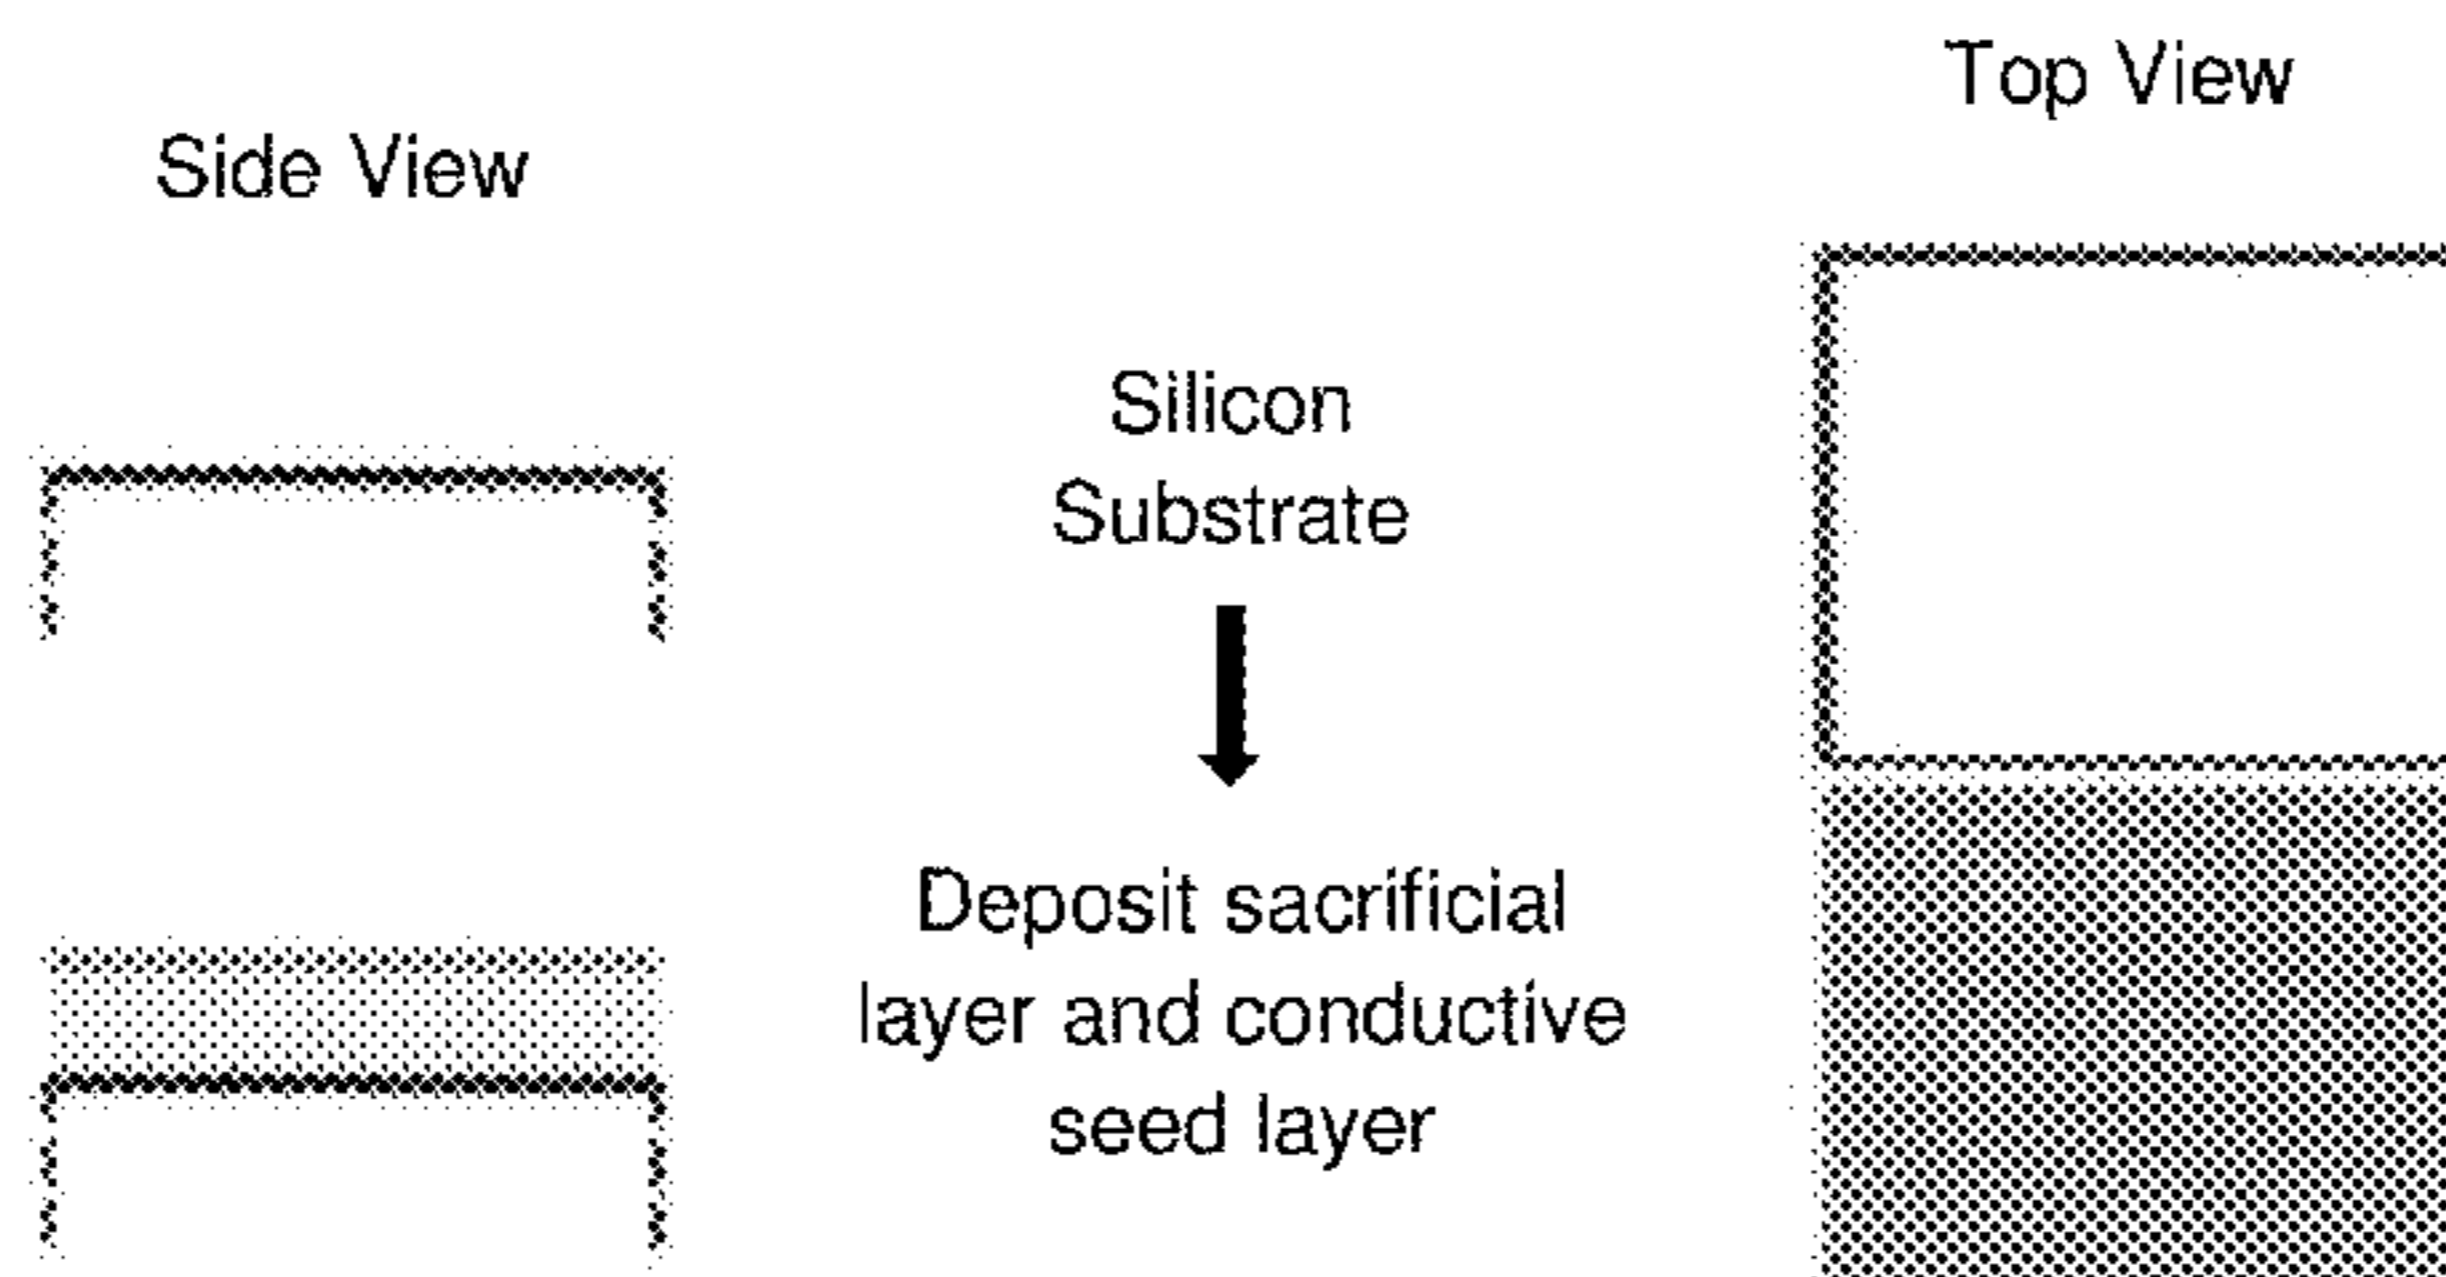 Top View
Side View
Silicon
Substrate
Deposit sacrificial
layer and conductive
seed layer